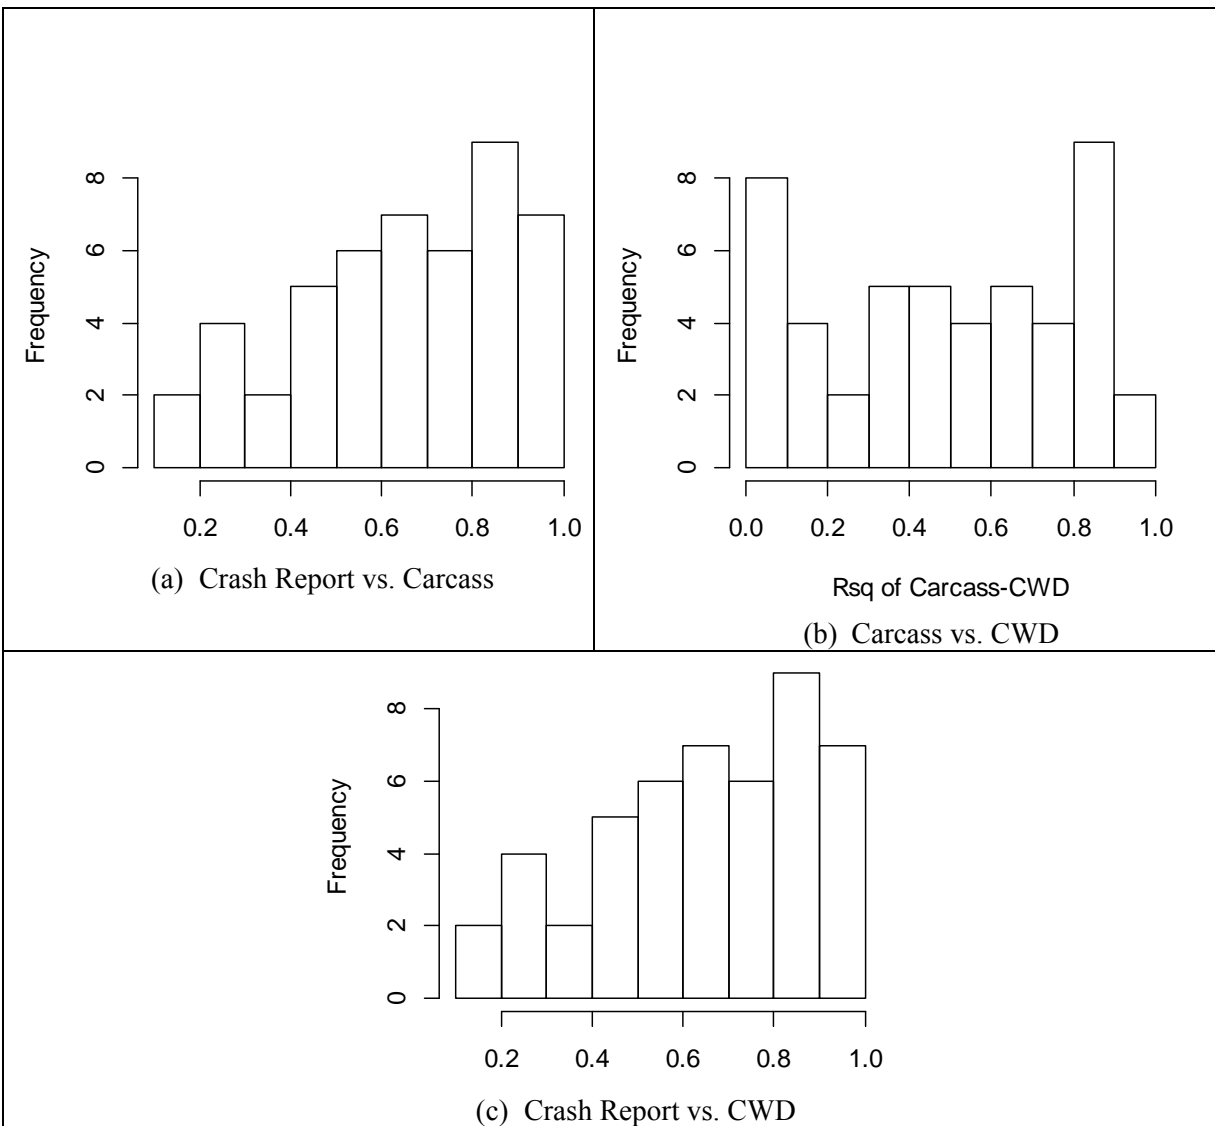 Frequency
8
6
4
2
0
0.2 0.4 0.6 0.8 1.0
(a) Crash Report vs. Carcass
Frequency
8
6
4
2
0
0.0 0.2 0.4 0.6 0.8 1.0
Rsq of Carcass-CWD
(b) Carcass vs. CWD
Frequency
8
6
4
2
0
0.2 0.4 0.6 0.8 1.0
(c) Crash Report vs. CWD